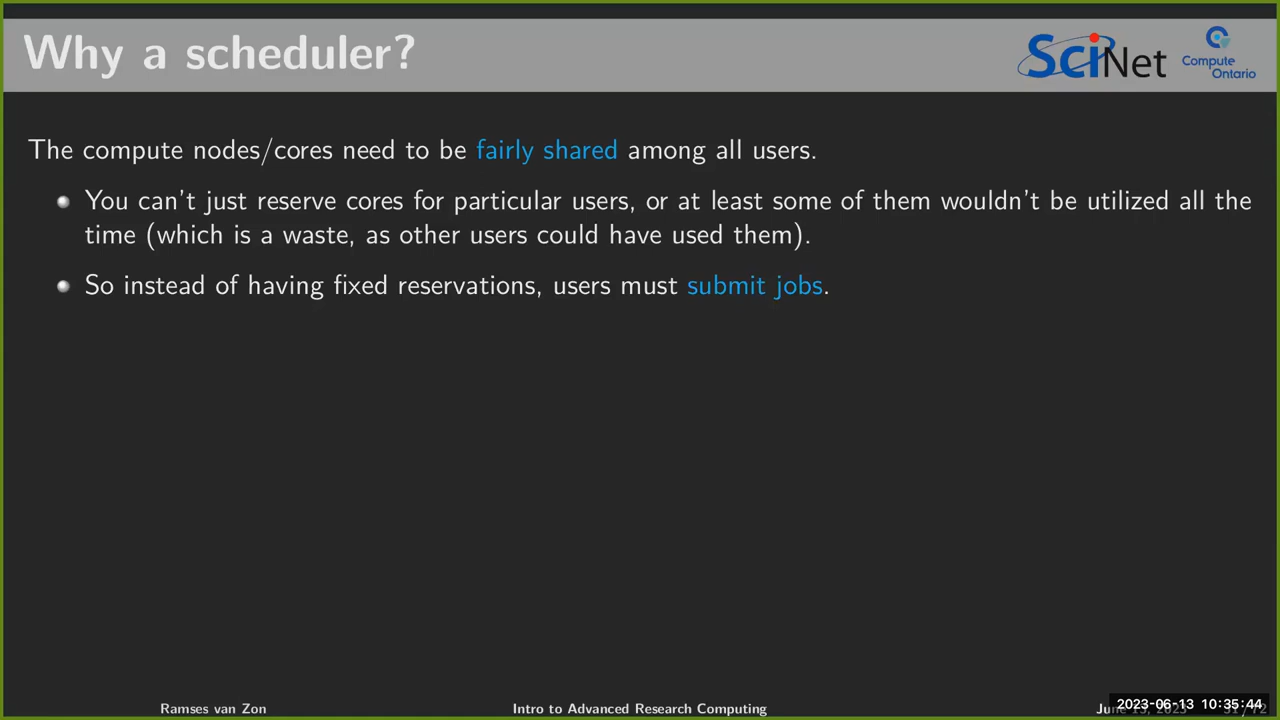 Why a scheduler?
SciNet
Compute
Ontario
The compute nodes/cores need to be fairly shared among all users.
You can't just reserve cores for particular users, or at least some of them wouldn't be utilized all the
time (which is a waste, as other users could have used them).
So instead of having fixed reservations, users must submit jobs.
Ramses van Zon
Intro to Advanced Research Computing
2023-06-13 10:35:44